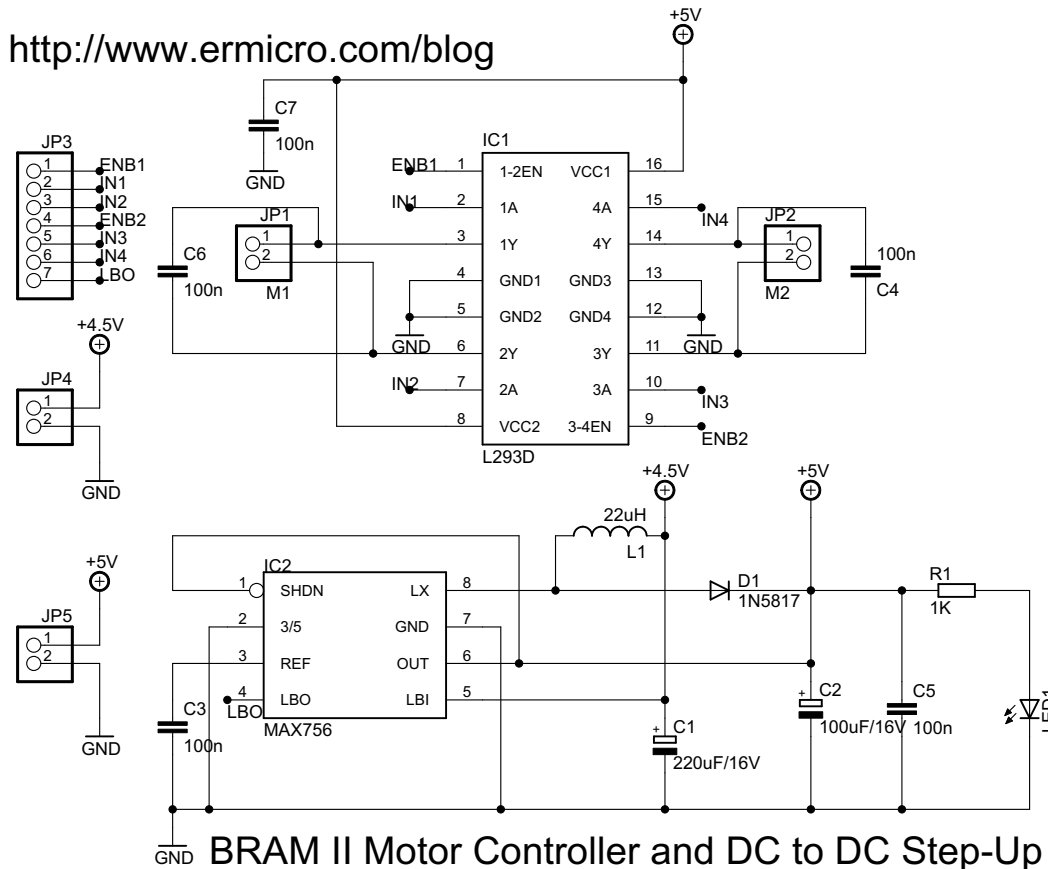 http://www.ermicro.com/blog
+5V
C7
100n
GND
JP3
1 ENB1
2 IN1
3 IN2
4 ENB2
5 IN3
6 IN4
7 LBO
C6
100n
JP1
1
2
M1
IC1
ENB1 1 1-2EN VCC1 16
IN1 2 1A 4A 15 IN4
3 1Y 4Y 14
4 GND1 GND3 13
5 GND2 GND4 12
GND GND
6 2Y 3Y 11
IN2 7 2A 3A 10 IN3
8 VCC2 3-4EN 9 ENB2
L293D
JP2
1
2
M2
100n
C4
+4.5V
JP4
1
2
GND
+5V
JP5
1
2
GND
+4.5V
+5V
22uH
L1
IC2
1 SHDN LX 8
2 3/5 GND 7
3 REF OUT 6
LBO 4 LBO LBI 5
MAX756
D1
1N5817
R1
1K
C3
100n
C1
220uF/16V
C2
100uF/16V
C5
100n
LED1
GND
BRAM II Motor Controller and DC to DC Step-Up